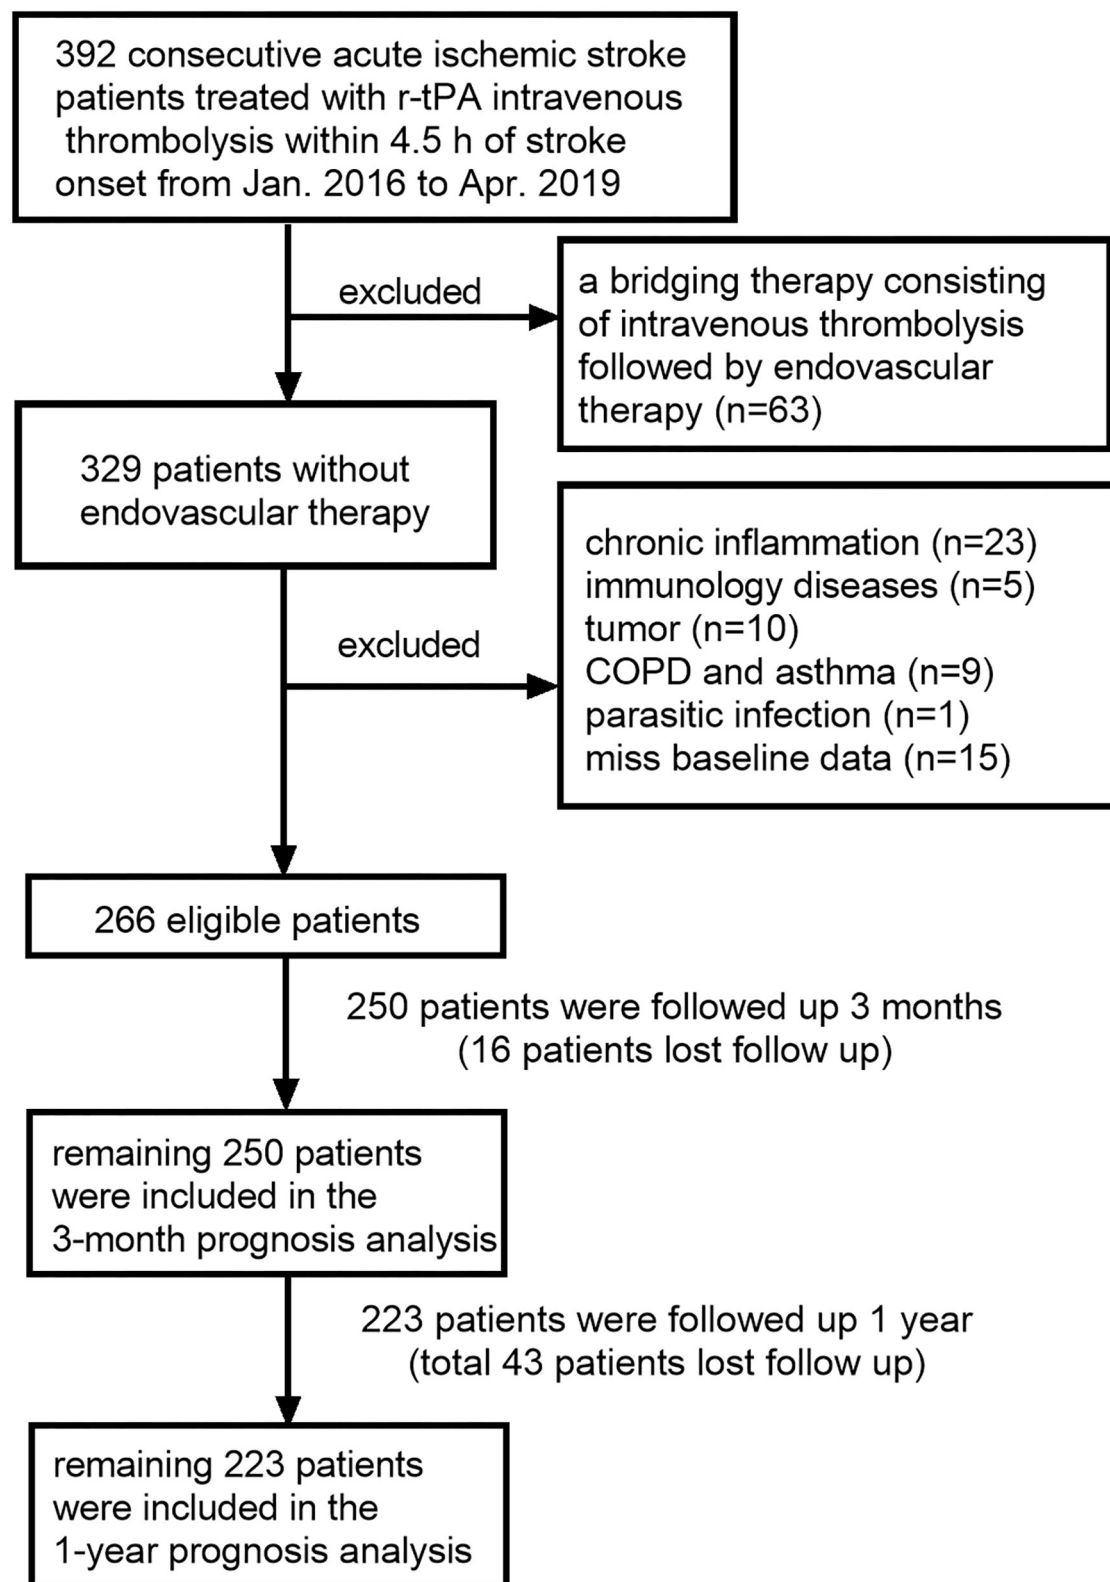 392 consecutive acute ischemic stroke
patients treated with r-tPA intravenous
thrombolysis within 4.5 h of stroke
onset from Jan. 2016 to Apr. 2019
excluded
a bridging therapy consisting
of intravenous thrombolysis
followed by endovascular
therapy (n=63)
329 patients without
endovascular therapy
excluded
chronic inflammation (n=23)
immunology diseases (n=5)
tumor (n=10)
COPD and asthma (n=9)
parasitic infection (n=1)
miss baseline data (n=15)
266 eligible patients
250 patients were followed up 3 months
(16 patients lost follow up)
remaining 250 patients
were included in the
3-month prognosis analysis
223 patients were followed up 1 year
(total 43 patients lost follow up)
remaining 223 patients
were included in the
1-year prognosis analysis